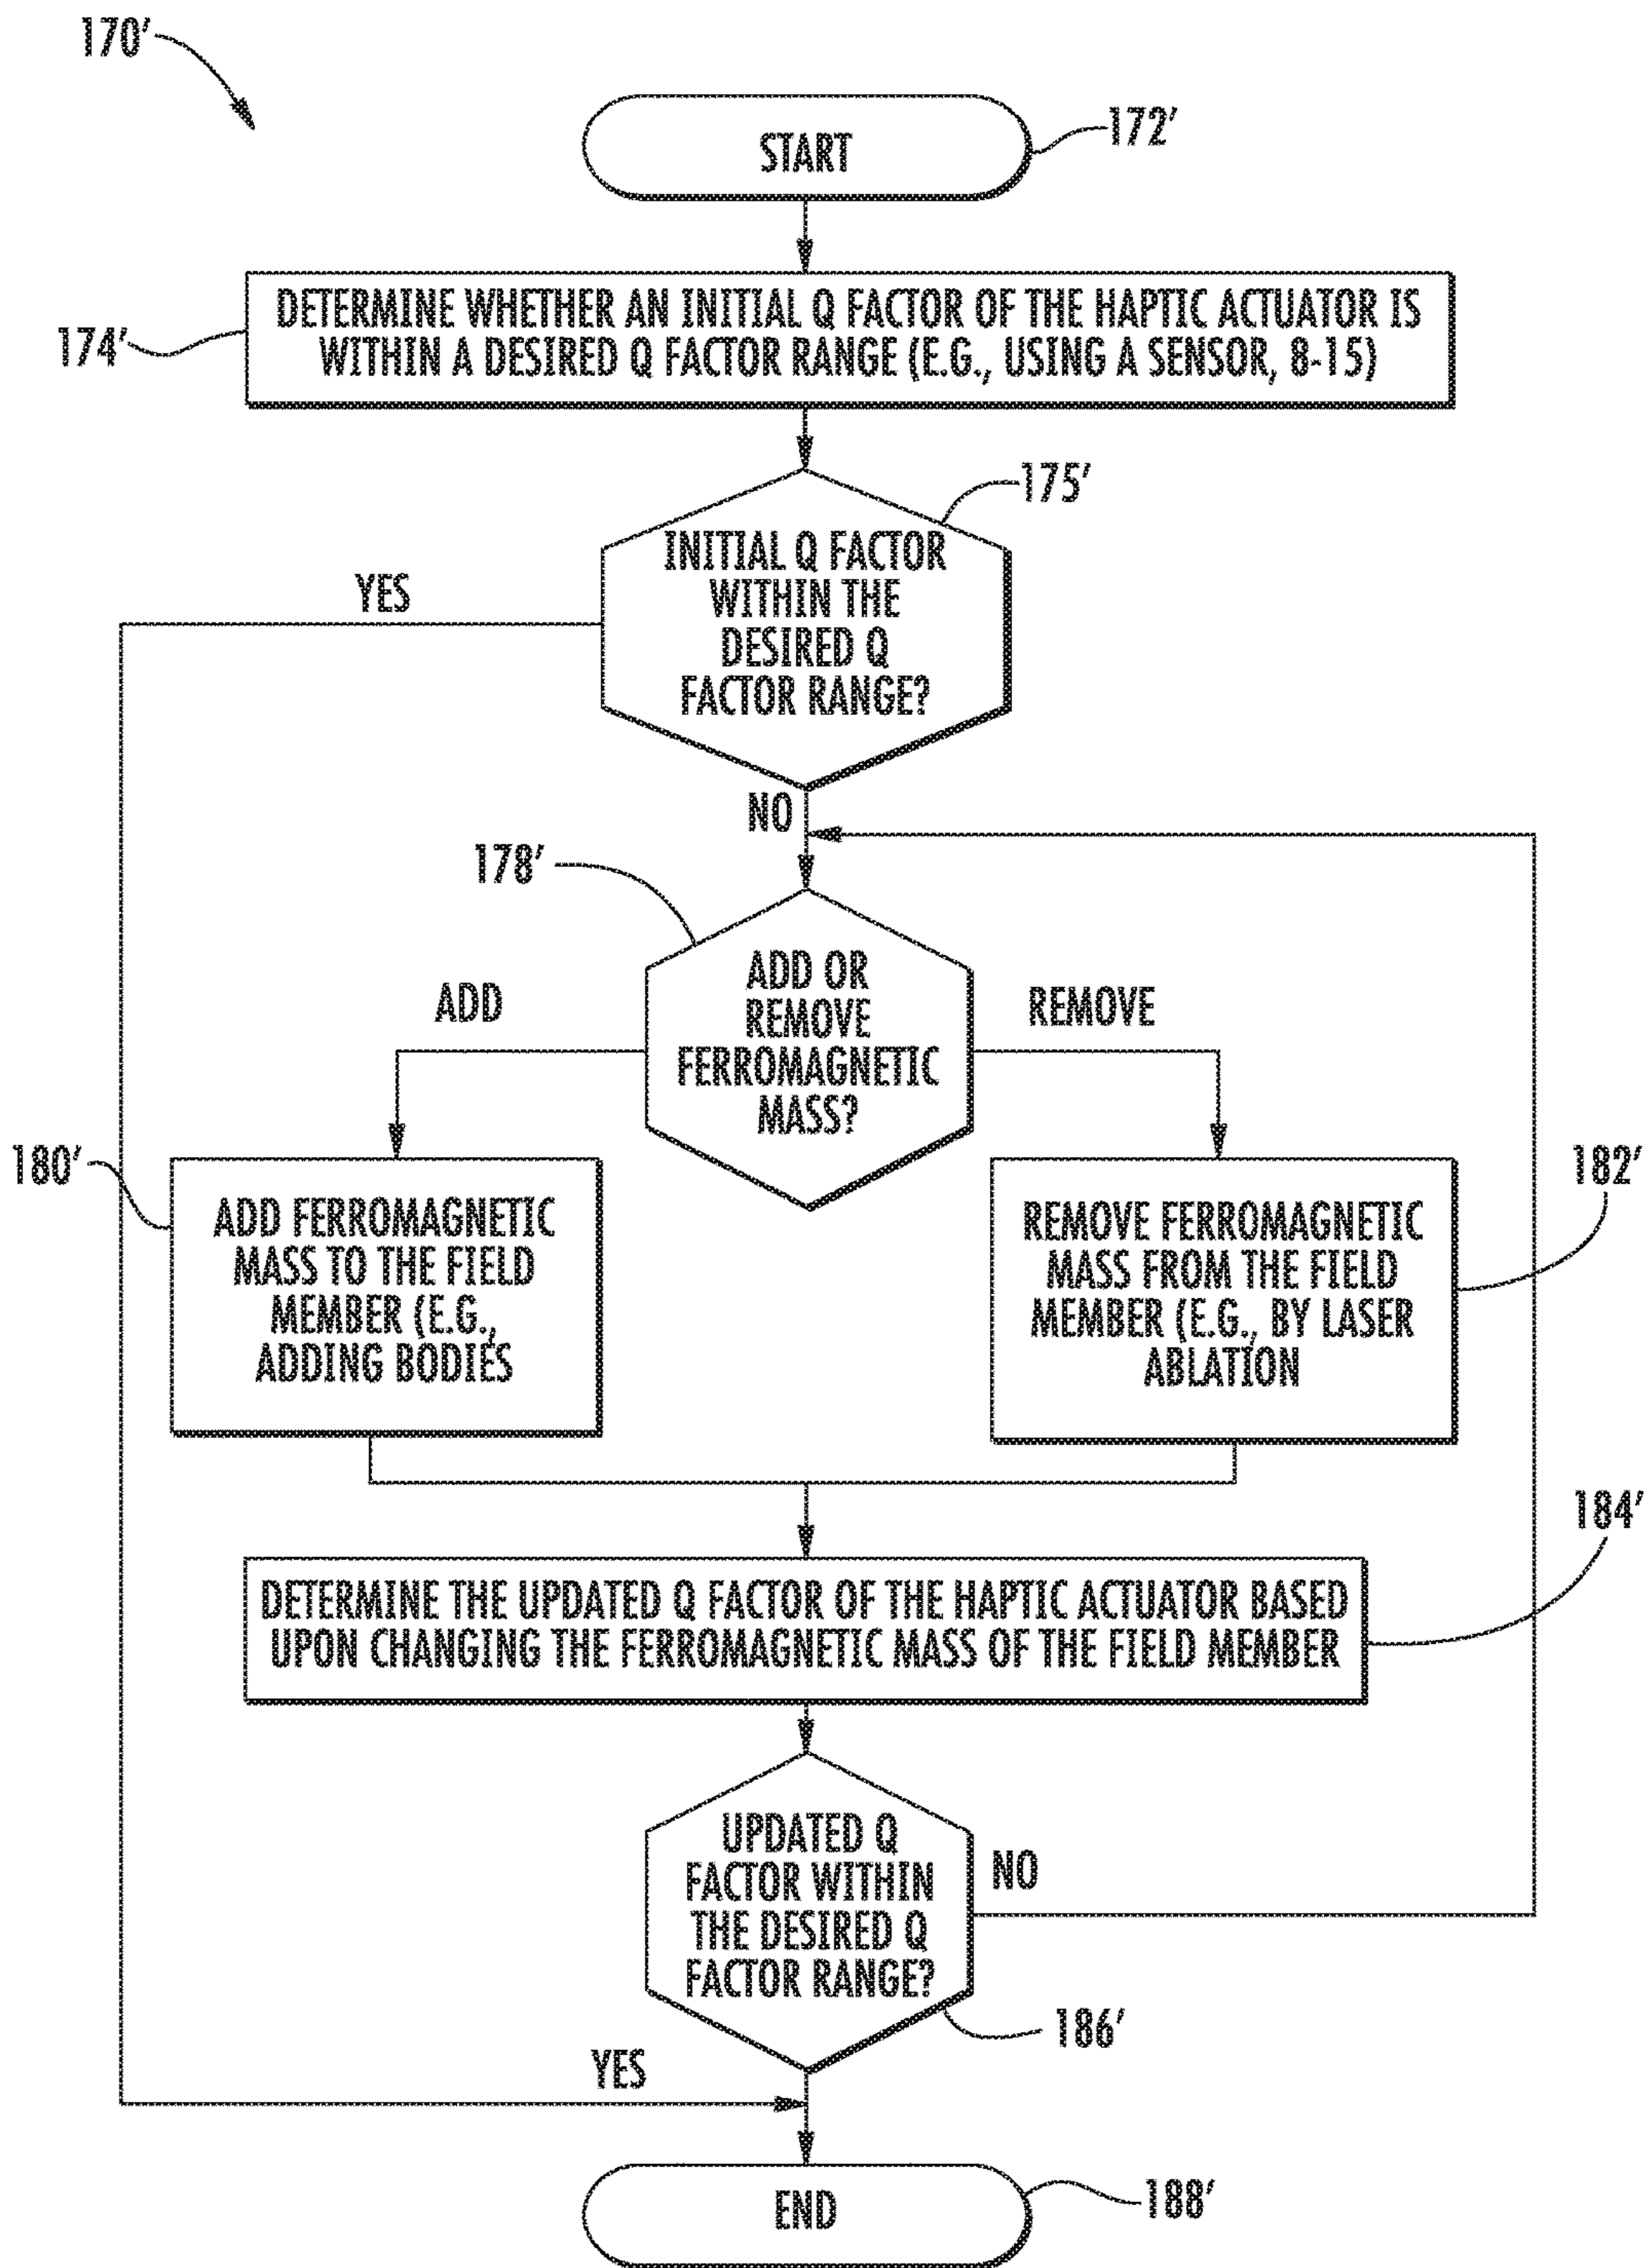 170'
START
172'
DETERMINE WHETHER AN INITIAL Q FACTOR OF THE HAPTIC ACTUATOR IS
WITHIN A DESIRED Q FACTOR RANGE (E.G., USING A SENSOR, 8-15)
174'
175'
INITIAL Q FACTOR
WITHIN THE
DESIRED Q
FACTOR RANGE?
YES
NO
178'
ADD OR
REMOVE
FERROMAGNETIC
MASS?
ADD
REMOVE
180'
ADD FERROMAGNETIC
MASS TO THE FIELD
MEMBER (E.G.,
ADDING BODIES
182'
REMOVE FERROMAGNETIC
MASS FROM THE FIELD
MEMBER (E.G., BY LASER
ABLATION
184'
DETERMINE THE UPDATED Q FACTOR OF THE HAPTIC ACTUATOR BASED
UPON CHANGING THE FERROMAGNETIC MASS OF THE FIELD MEMBER
UPDATED Q
FACTOR WITHIN
THE DESIRED Q
FACTOR RANGE?
NO
186'
YES
END
188'